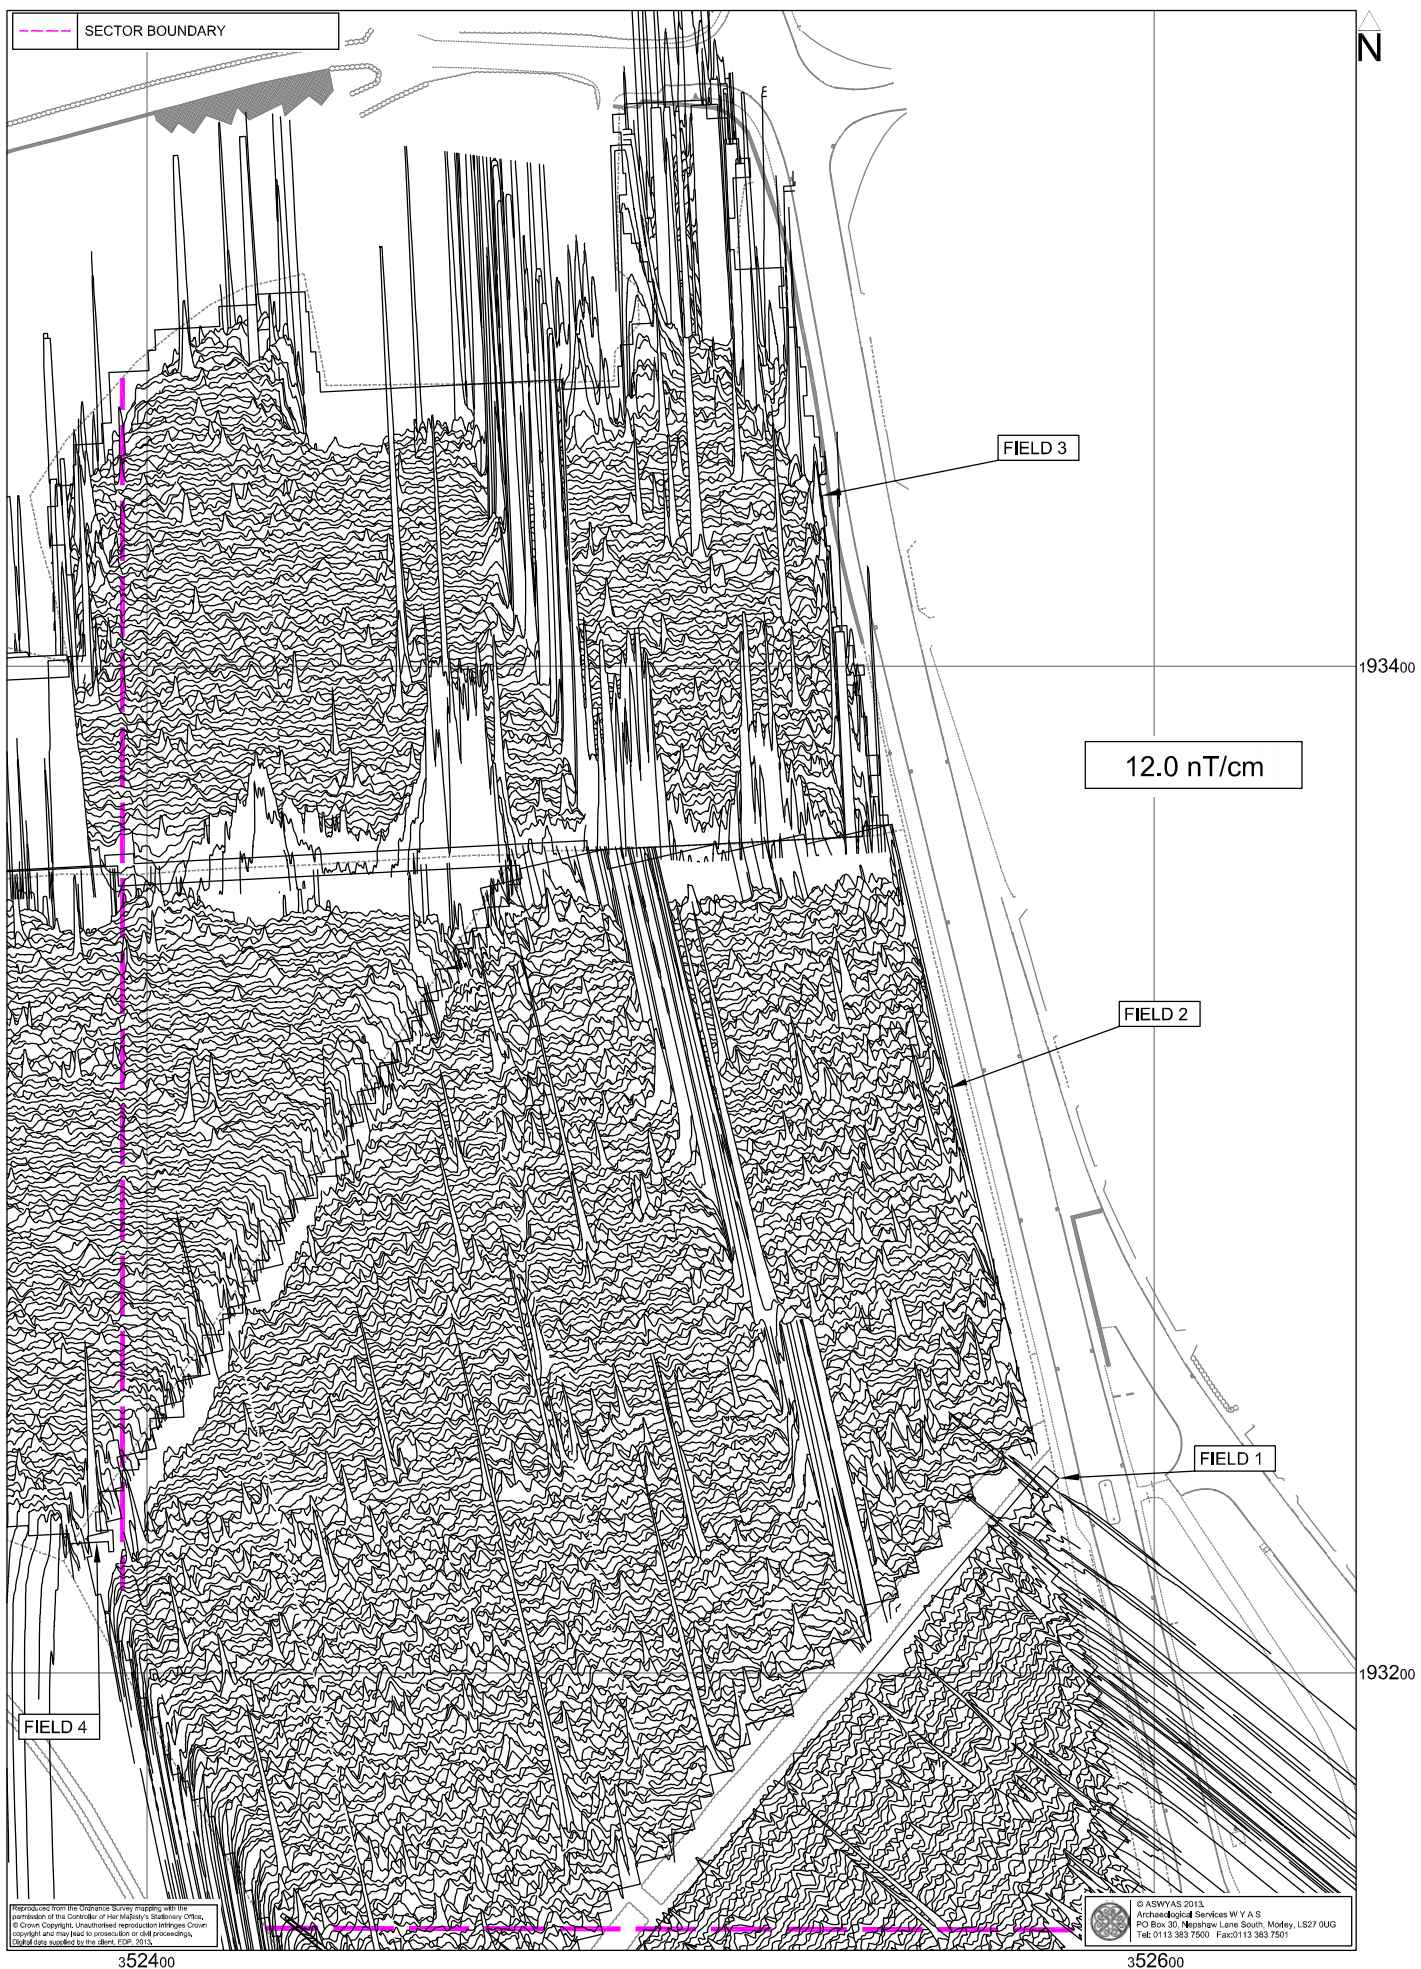 SECTOR BOUNDARY
N
FIELD 3
193400
12.0 nT/cm
FIELD 2
FIELD 1
193200
FIELD 4
Reproduced from the Ordnance Survey mapping with the
permission of the Controller of Her Majesty's Stationery Office,
© Crown Copyright. Unauthorised reproduction infringes Crown
copyright and may lead to prosecution or civil proceedings.
Digital data supplied by the client, EDP, 2013.
© ASWYAS 2013.
Archaeological Services W Y A S
PO Box 30, Nepshaw Lane South, Morley, LS27 0UG
Tel: 0113 383 7500 Fax:0113 383 7501
352400
352600